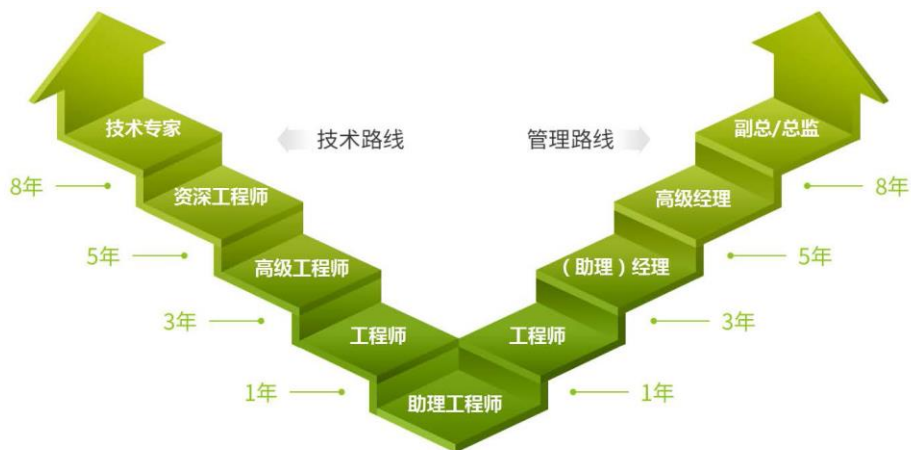 技术专家
技术路线
管理路线
副总/总监
8年
资深工程师
高级经理
8年
5年
高级工程师
（助理）经理
5年
3年
工程师
工程师
3年
1年
助理工程师
1年